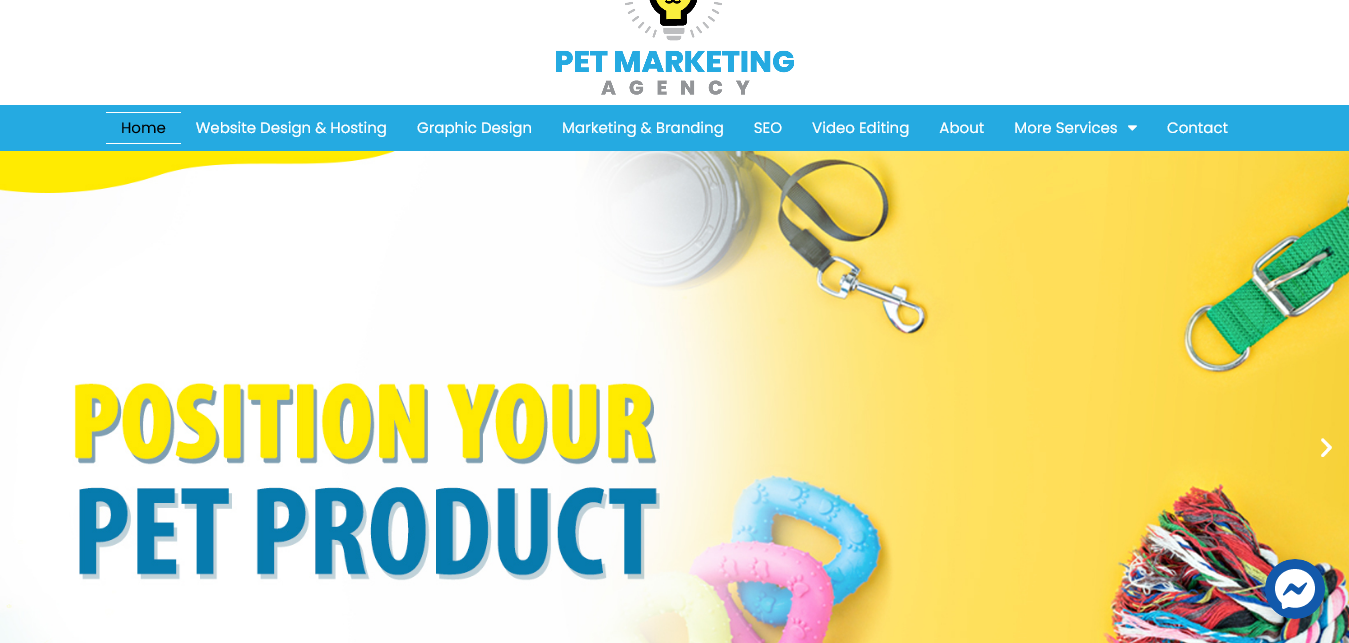 PET MARKETING
AGENCY
Home Website Design & Hosting Graphic Design Marketing & Branding SEO Video Editing About More Services Contact
POSITION YOUR
PET PRODUCT